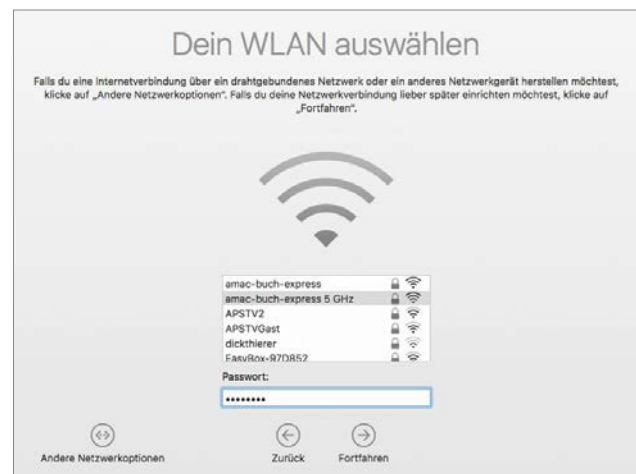 Dein WLAN auswählen
Falls du eine Internetverbindung über ein drahtgebundenes Netzwerk oder ein anderes Netzwerkgerät herstellen möchtest,
klicke auf „Andere Netzwerkoptionen“. Falls du deine Netzwerkverbindung lieber später einrichten möchtest, klicke auf
„Fortfahren“.
amac-buch-express
amac-buch-express 5 GHz
APSTV2
APSTVGast
dickthierer
EasyBox-97D852
Passwort:
••••••••
Andere Netzwerkoptionen
Zurück
Fortfahren